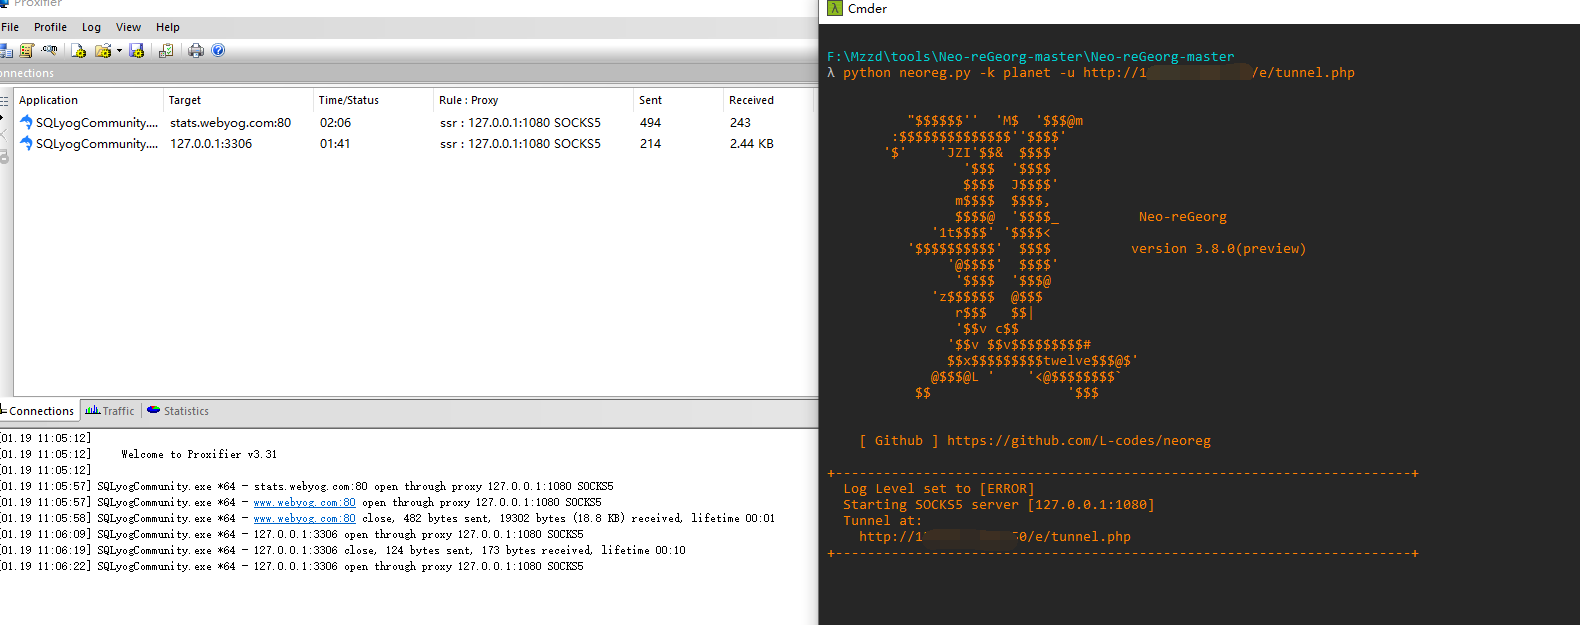 Proxifier
File Profile Log View Help
onnections
Application Target Time/Status Rule : Proxy Sent Received
SQLyogCommunity.... stats.webyog.com:80 02:06 ssr : 127.0.0.1:1080 SOCKS5 494 243
SQLyogCommunity.... 127.0.0.1:3306 01:41 ssr : 127.0.0.1:1080 SOCKS5 214 2.44 KB
Connections Traffic Statistics
[01.19 11:05:12]
[01.19 11:05:12] Welcome to Proxifier v3.31
[01.19 11:05:12]
[01.19 11:05:57] SQLyogCommunity.exe *64 - stats.webyog.com:80 open through proxy 127.0.0.1:1080 SOCKS5
[01.19 11:05:57] SQLyogCommunity.exe *64 - www.webyog.com:80 open through proxy 127.0.0.1:1080 SOCKS5
[01.19 11:05:58] SQLyogCommunity.exe *64 - www.webyog.com:80 close, 482 bytes sent, 19302 bytes (18.8 KB) received, lifetime 00:01
[01.19 11:06:09] SQLyogCommunity.exe *64 - 127.0.0.1:3306 open through proxy 127.0.0.1:1080 SOCKS5
[01.19 11:06:19] SQLyogCommunity.exe *64 - 127.0.0.1:3306 close, 124 bytes sent, 173 bytes received, lifetime 00:10
[01.19 11:06:22] SQLyogCommunity.exe *64 - 127.0.0.1:3306 open through proxy 127.0.0.1:1080 SOCKS5
λ Cmder
F:\Mzzd\tools\Neo-reGeorg-master\Neo-reGeorg-master
λ python neoreg.py -k planet -u http://1 /e/tunnel.php
"$$$$$$'' 'M$ '$$$@m
:$$$$$$$$$$$$$$''$$$$'
'$' 'JZI'$$& $$$$'
'$$$ '$$$$
$$$$ J$$$$'
m$$$$ $$$$,
$$$$@ '$$$$_ Neo-reGeorg
'1t$$$$' '$$$$<
'$$$$$$$$$$' $$$$ version 3.8.0(preview)
'@$$$$' $$$$'
'$$$$ '$$$@
'z$$$$$$ @$$$
r$$$ $$|
'$$v c$$
'$$v $$v$$$$$$$$$#
$$x$$$$$$$$$twelve$$$@$'
@$$$@L ' '<@$$$$$$$$`
$$ '$$$
[ Github ] https://github.com/L-codes/neoreg
+------------------------------------------------------------------------+
Log Level set to [ERROR]
Starting SOCKS5 server [127.0.0.1:1080]
Tunnel at:
http://1 0/e/tunnel.php
+------------------------------------------------------------------------+